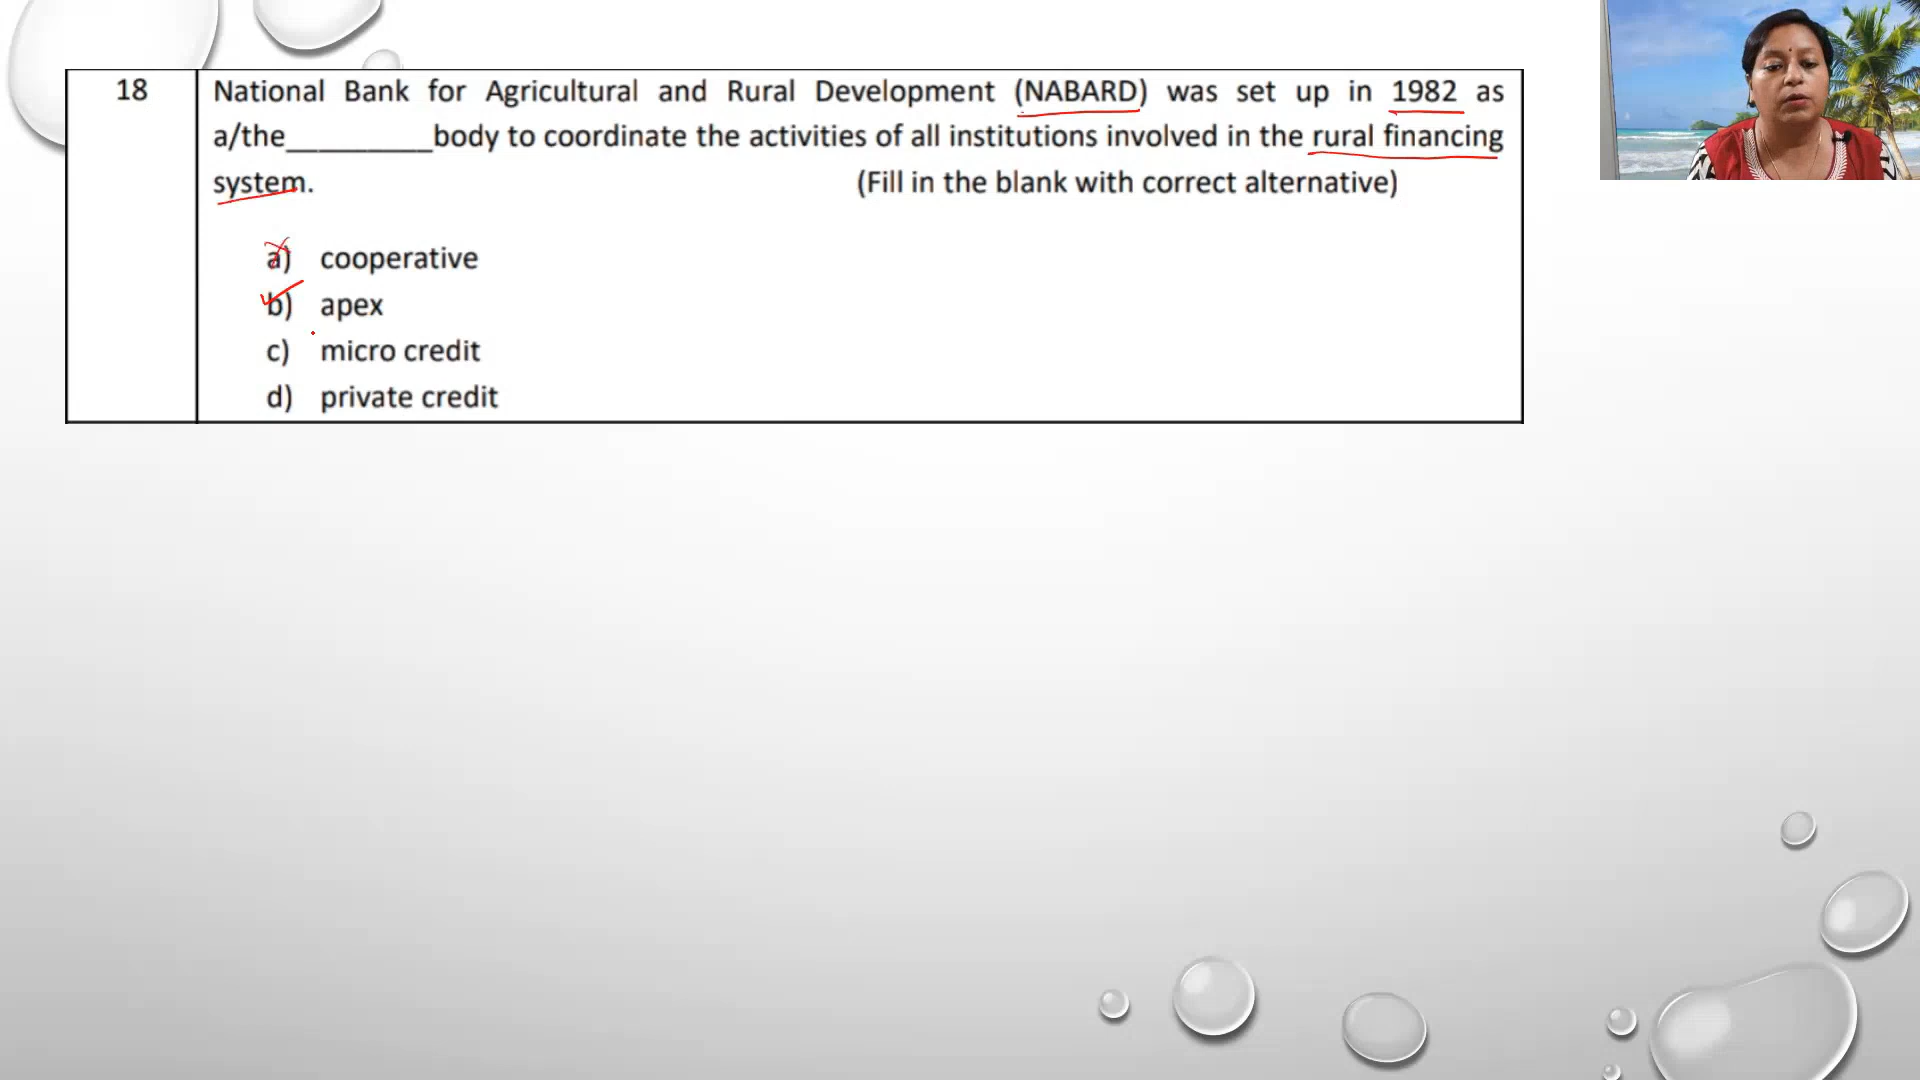 18
National Bank for Agricultural and Rural Development (NABARD) was set up in 1982 as
a/the_________body to coordinate the activities of all institutions involved in the rural financing
system. (Fill in the blank with correct alternative)
a) cooperative
b) apex
c) micro credit
d) private credit